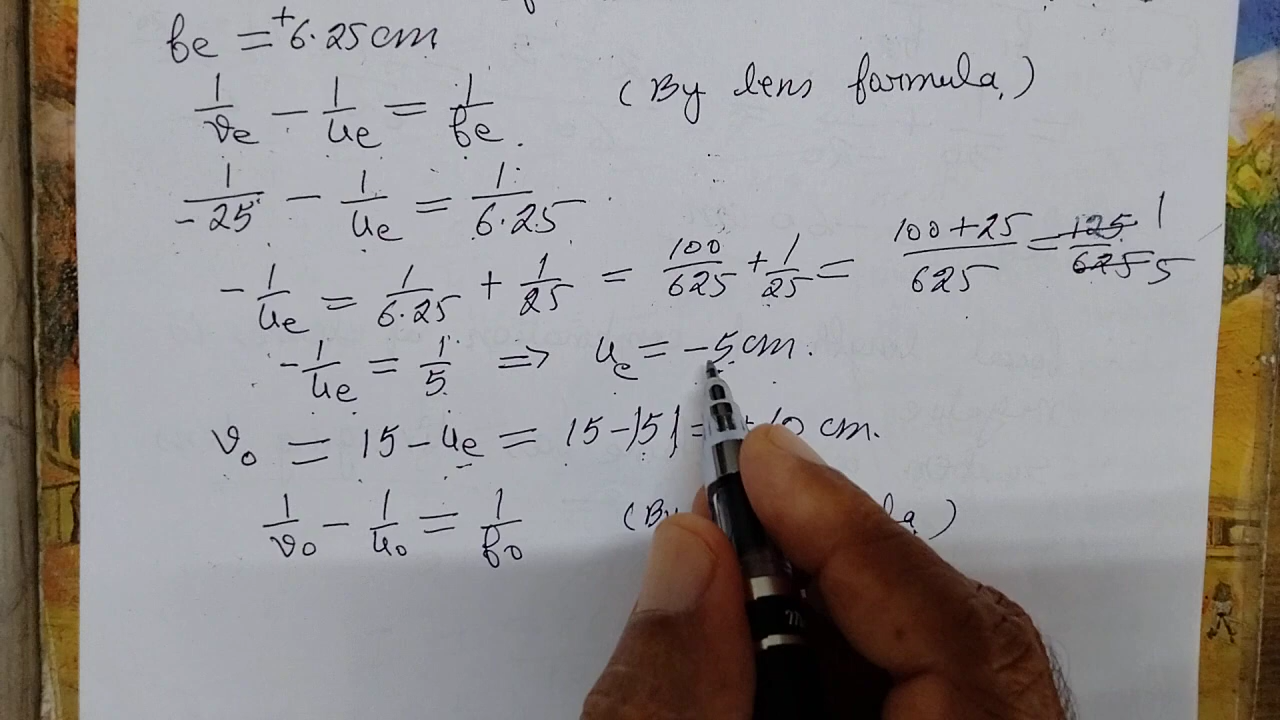 fe = +6.25 cm
1/ve − 1/ue = 1/fe. (By lens formula.)
1/−25 − 1/ue = 1/6.25
−1/ue = 1/6.25 + 1/25 = 100/625 + 1/25 = 100+25/625 = 125/625 1/5
−1/ue = 1/5 => ue = −5 cm.
vo = 15 − ue = 15 − |5| = 10 cm.
1/vo − 1/uo = 1/fo (By